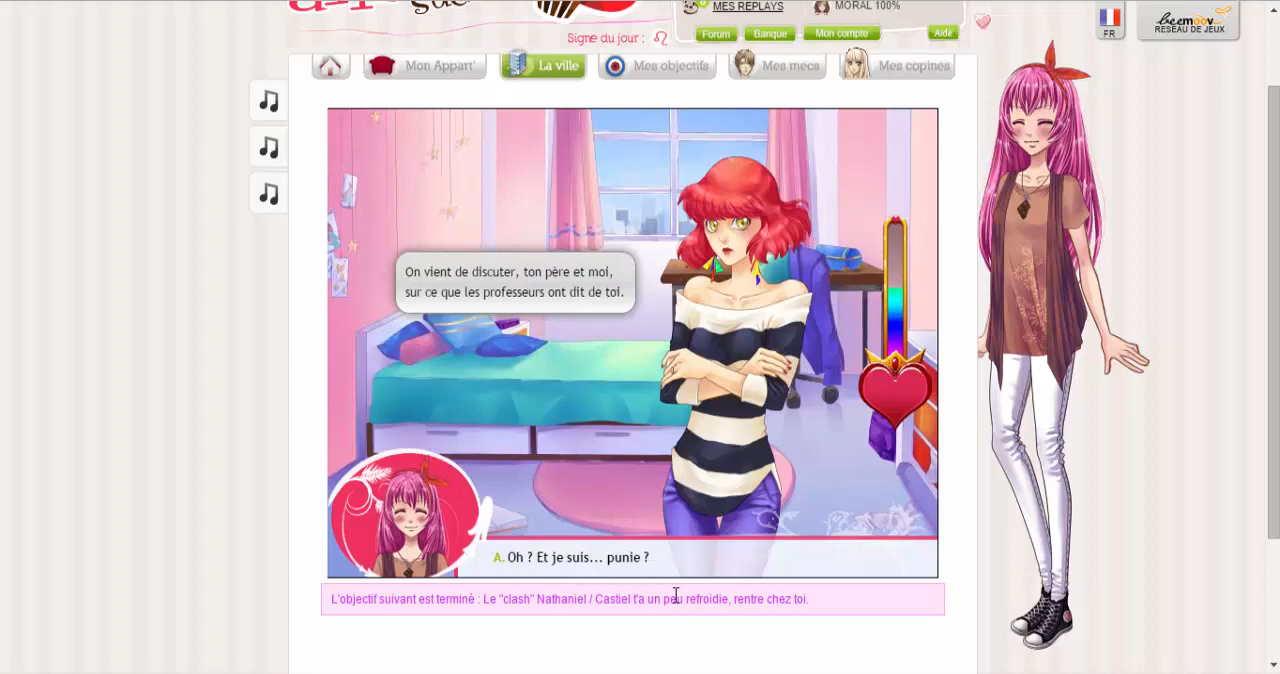 MES REPLAYS
MORAL 100%
Signe du jour :
Forum
Banque
Mon compte
Aide
FR
beemoov
RESEAU DE JEUX
Mon Appart'
La ville
Mes objectifs
Mes mecs
Mes copines
On vient de discuter, ton père et moi,
sur ce que les professeurs ont dit de toi.
A. Oh ? Et je suis... punie ?
L'objectif suivant est terminé : Le "clash" Nathaniel / Castiel t'a un peu refroidie, rentre chez toi.